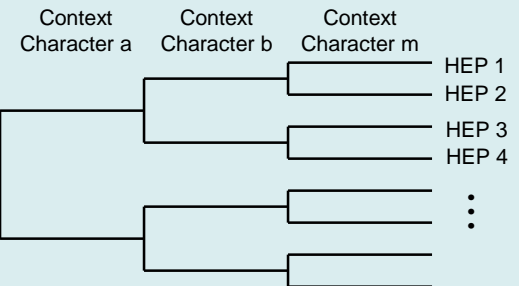 Context
Character a
Context
Character b
Context
Character m
HEP 1
HEP 2
HEP 3
HEP 4